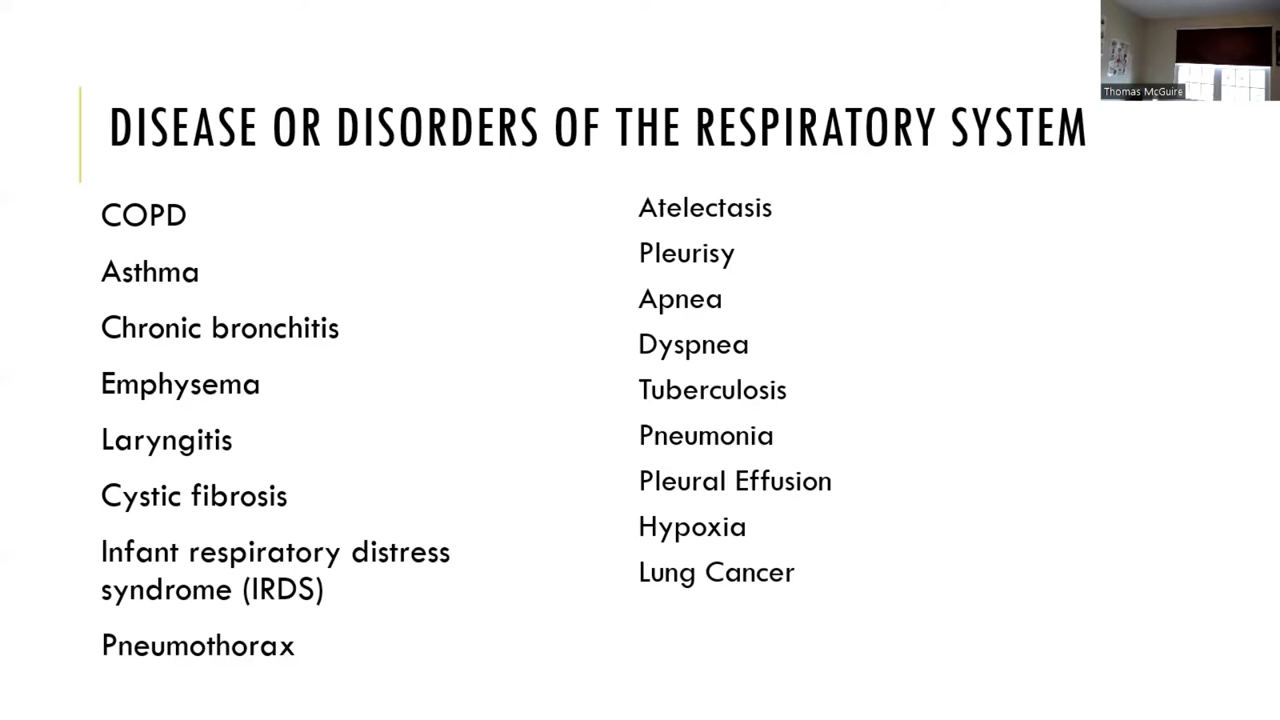 DISEASE OR DISORDERS OF THE RESPIRATORY SYSTEM
COPD
Asthma
Chronic bronchitis
Emphysema
Laryngitis
Cystic fibrosis
Infant respiratory distress
syndrome (IRDS)
Pneumothorax
Atelectasis
Pleurisy
Apnea
Dyspnea
Tuberculosis
Pneumonia
Pleural Effusion
Hypoxia
Lung Cancer
Thomas McGuire